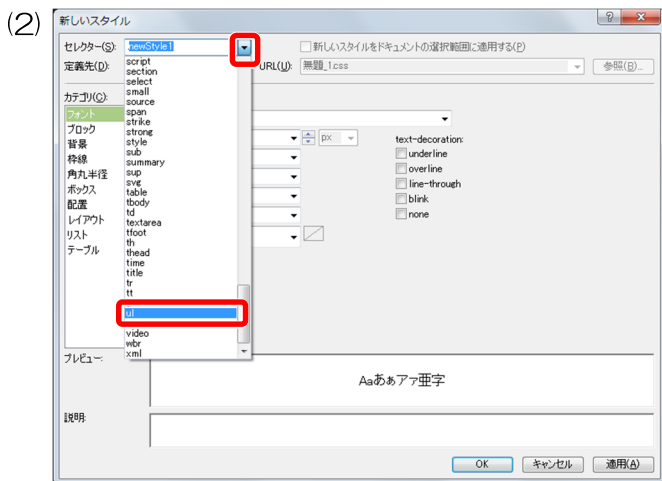 (2)
新しいスタイル
セレクター(S): .newStyle1 新しいスタイルをドキュメントの選択範囲に適用する(P)
定義先(D): URL(U): 無題_1.css 参照(B)...
カテゴリ(C):
フォント
ブロック
背景
枠線
角丸半径
ボックス
配置
レイアウト
リスト
テーブル
script
section
select
small
source
span
strike
strong
style
sub
summary
sup
svg
table
tbody
td
textarea
tfoot
th
thead
time
title
tr
tt
ul
video
wbr
xml
px
text-decoration:
underline
overline
line-through
blink
none
プレビュー:
Aaあぁアァ亜宇
説明:
OK キャンセル 適用(A)